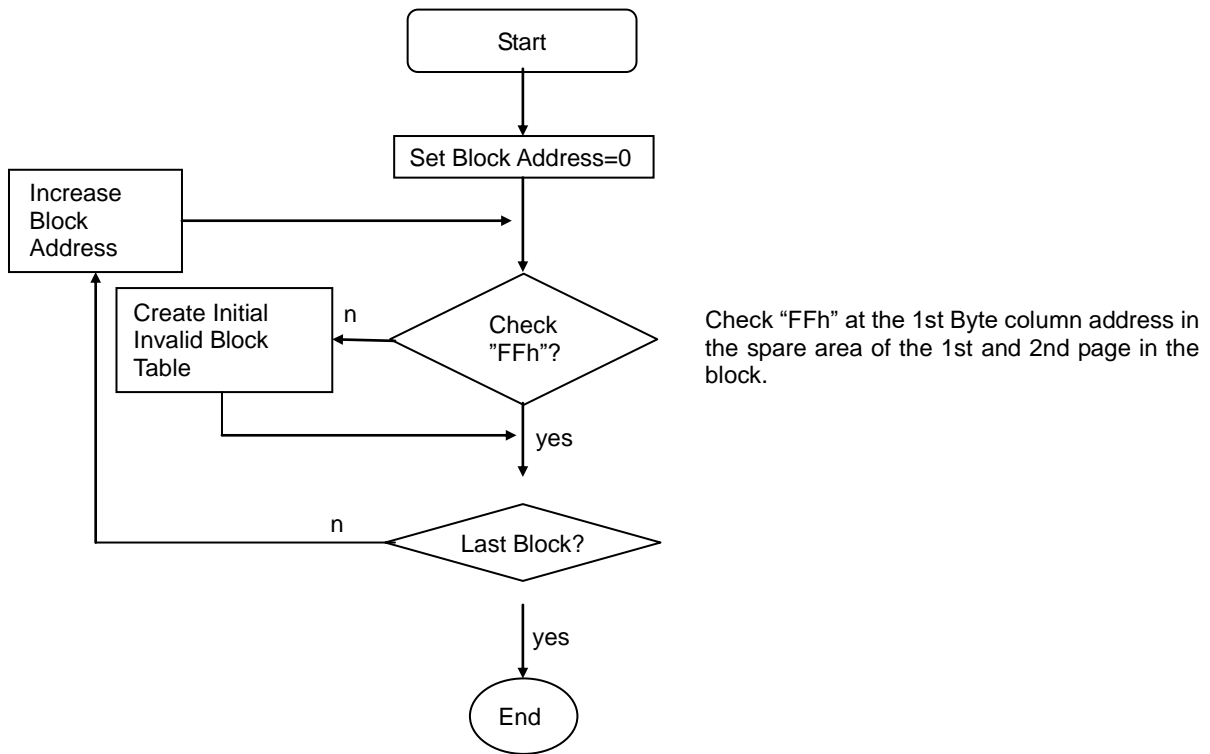 Start
Set Block Address=0
Increase
Block
Address
Create Initial
Invalid Block
Table
n
Check
”FFh”?
Check “FFh” at the 1st Byte column address in
the spare area of the 1st and 2nd page in the
block.
yes
n
Last Block?
yes
End